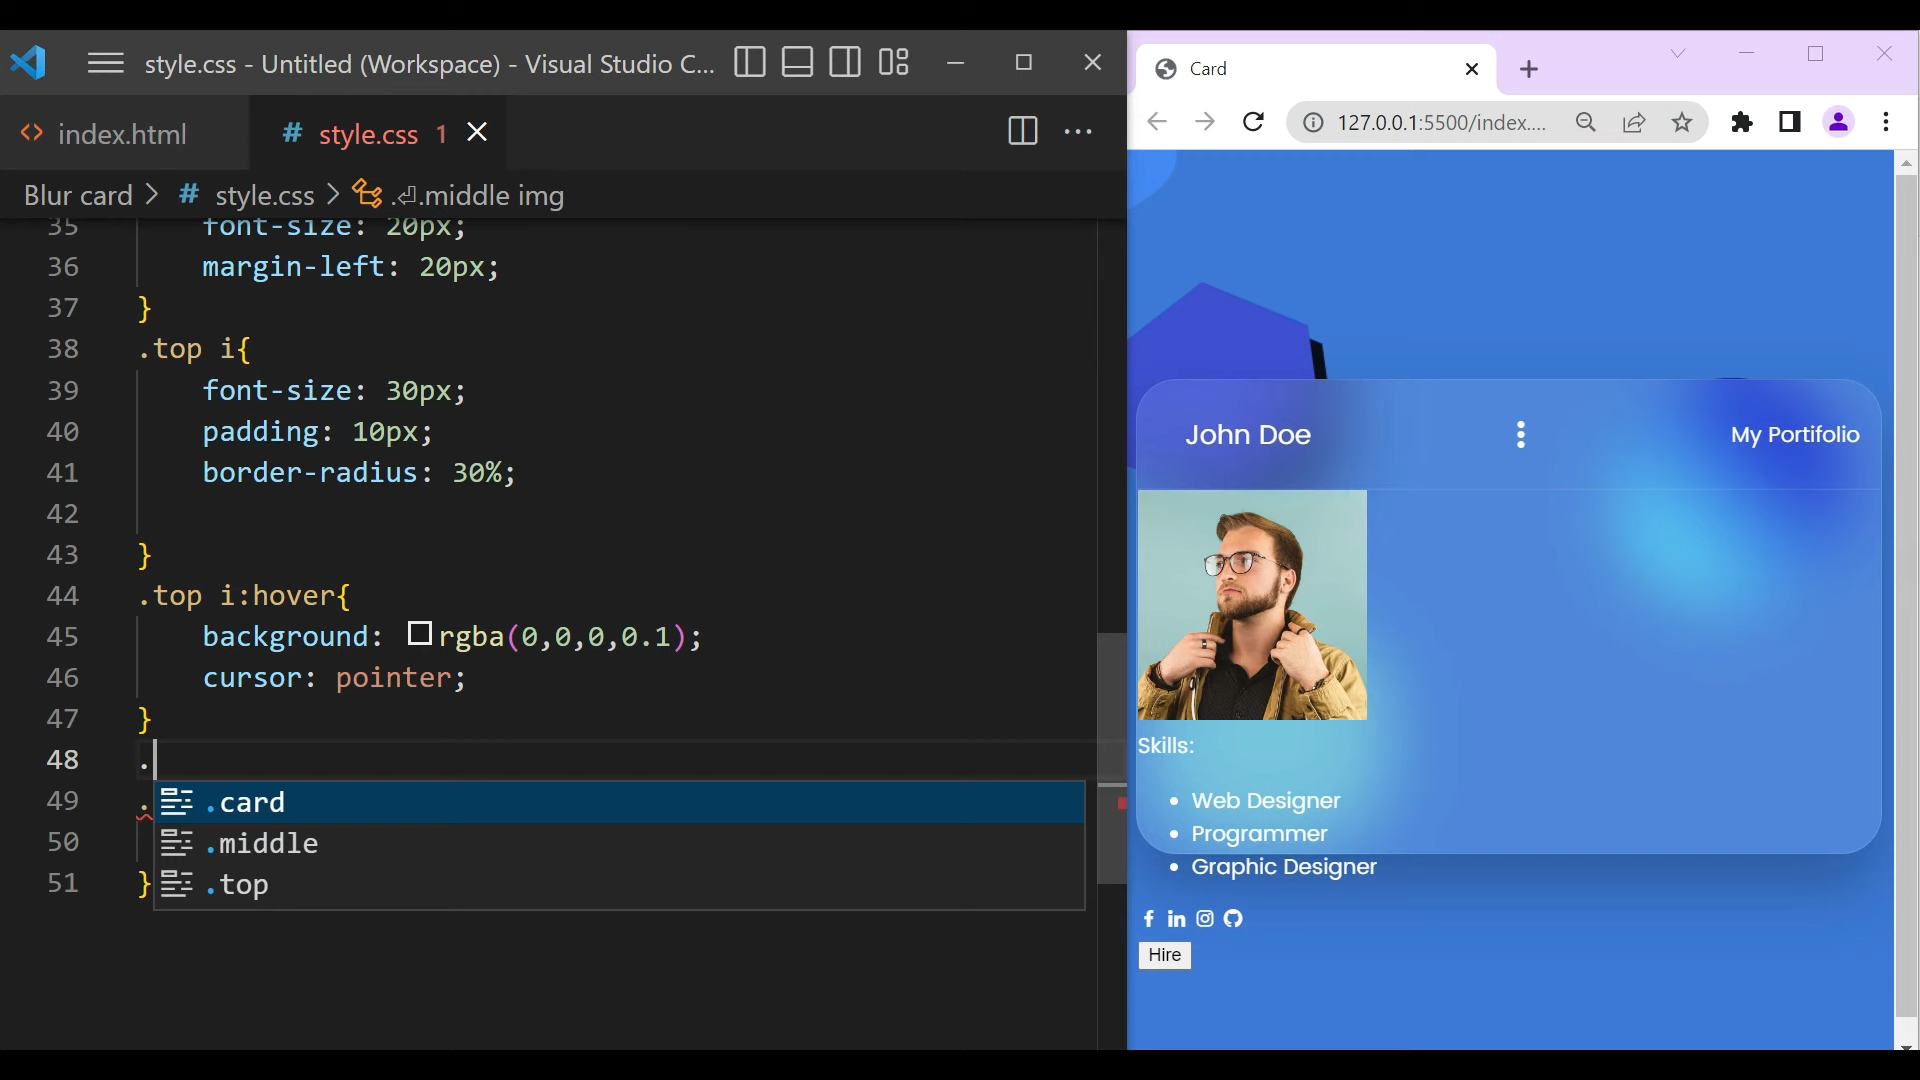 style.css - Untitled (Workspace) - Visual Studio C...
index.html
# style.css 1
Blur card > # style.css > .⏎.middle img
35 font-size: 20px;
36 margin-left: 20px;
37 }
38 .top i{
39 font-size: 30px;
40 padding: 10px;
41 border-radius: 30%;
42
43 }
44 .top i:hover{
45 background: rgba(0,0,0,0.1);
46 cursor: pointer;
47 }
48 .
49 .
50
51 }
.card
.middle
.top
Card
127.0.0.1:5500/index....
John Doe
My Portifolio
Skills:
Web Designer
Programmer
Graphic Designer
Hire